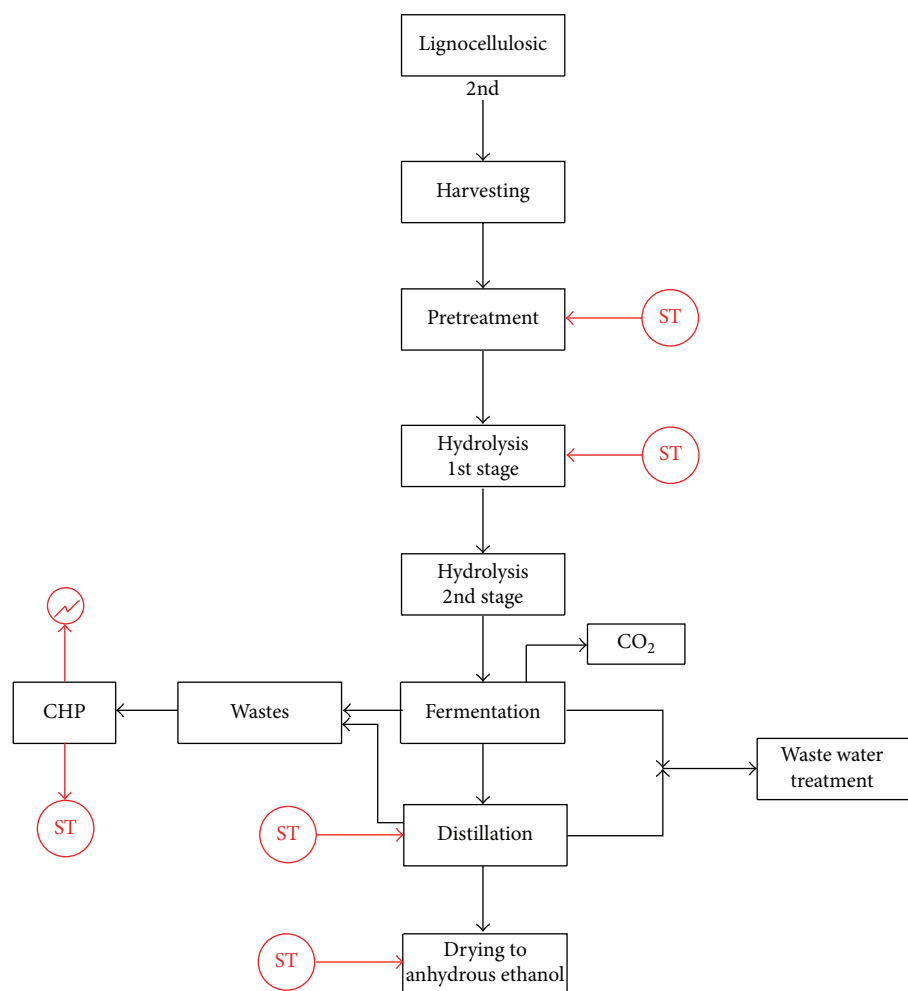 Lignocellulosic
2nd
Harvesting
Pretreatment
ST
Hydrolysis
1st stage
ST
Hydrolysis
2nd stage
CO₂
CHP
Wastes
Fermentation
Waste water
treatment
ST
ST
Distillation
ST
Drying to
anhydrous ethanol